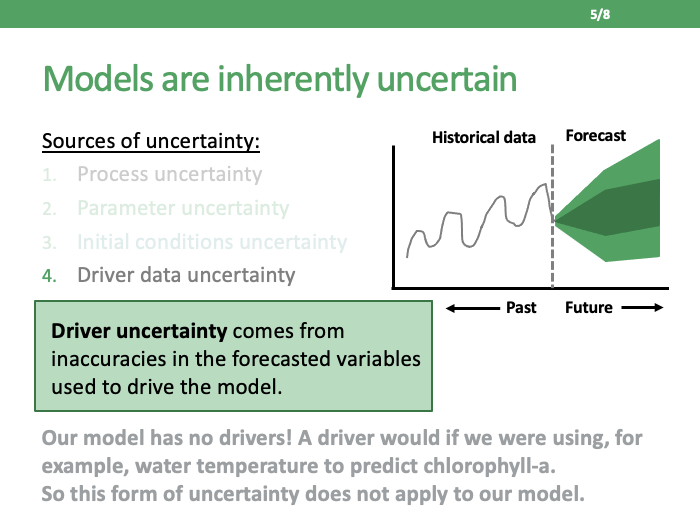 5/8
Models are inherently uncertain
Sources of uncertainty:
1. Process uncertainty
2. Parameter uncertainty
3. Initial conditions uncertainty
4. Driver data uncertainty
Historical data
Forecast
Past
Future
Driver uncertainty comes from
inaccuracies in the forecasted variables
used to drive the model.
Our model has no drivers! A driver would if we were using, for
example, water temperature to predict chlorophyll-a.
So this form of uncertainty does not apply to our model.